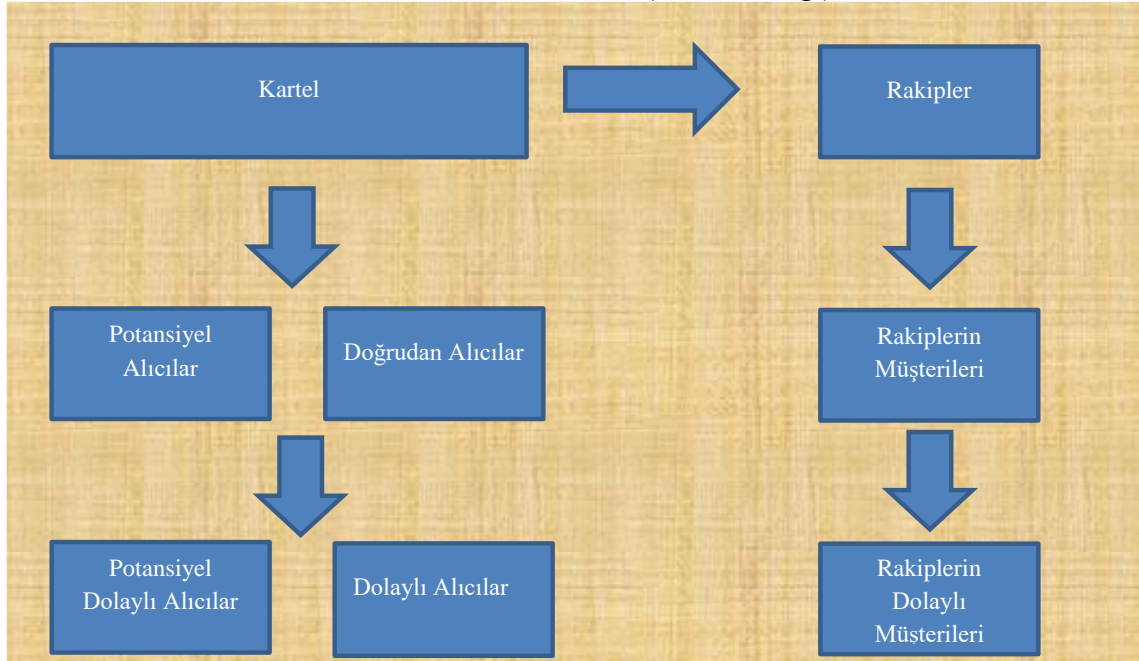 Kartel
Rakipler
Potansiyel
Alıcılar
Doğrudan Alıcılar
Rakiplerin
Müşterileri
Potansiyel
Dolaylı Alıcılar
Dolaylı Alıcılar
Rakiplerin
Dolaylı
Müşterileri